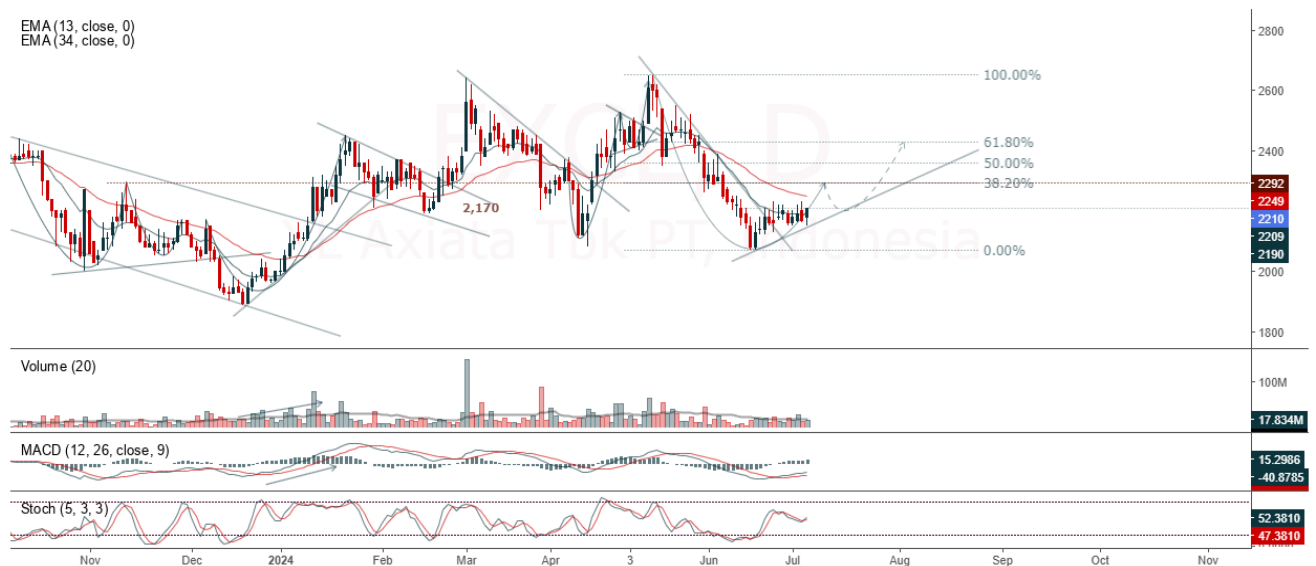 EMA (13, close, 0)
EMA (34, close, 0)
2800
2600
2400
2292
2249
2210
2209
2190
2000
1800
100.00%
61.80%
50.00%
38.20%
0.00%
2,170
EXCL D
Axiata Tbk, PT, Indonesia
Volume (20)
100M
17.834M
MACD (12, 26, close, 9)
15.2986
-40.8785
Stoch (5, 3, 3)
52.3810
47.3810
Nov
Dec
2024
Feb
Mar
Apr
3
Jun
Jul
Aug
Sep
Oct
Nov